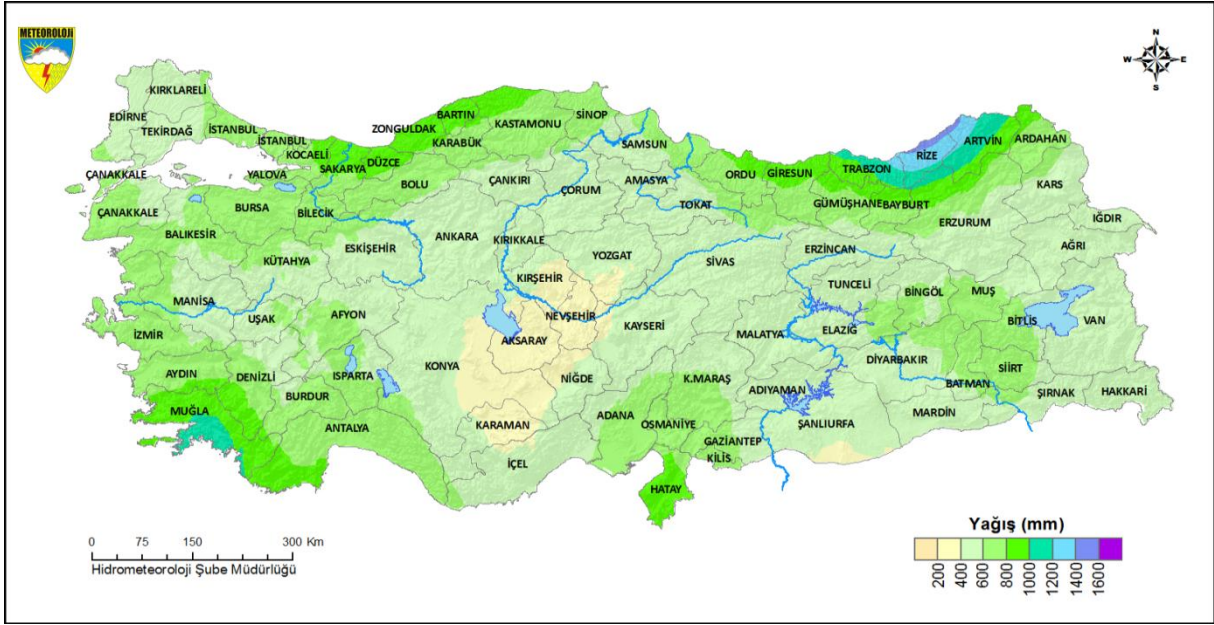 METEOROLOJİ
N
W E
S
KIRKLARELİ
EDİRNE
TEKİRDAĞ
İSTANBUL
İSTANBUL
KOCAELİ
YALOVA
SAKARYA
DÜZCE
ZONGULDAK
BARTIN
KARABÜK
KASTAMONU
SİNOP
SAMSUN
BOLU
ÇANKIRI
ÇORUM
AMASYA
TOKAT
ORDU
GİRESUN
TRABZON
RİZE
ARTVİN
ARDAHAN
GÜMÜŞHANE
BAYBURT
KARS
ERZURUM
IĞDIR
AĞRI
ÇANAKKALE
ÇANAKKALE
BURSA
BİLECİK
BALIKESİR
KÜTAHYA
ESKİŞEHİR
ANKARA
KIRIKKALE
YOZGAT
KIRŞEHİR
SİVAS
ERZİNCAN
TUNCELİ
BİNGÖL
MUŞ
BİTLİS
VAN
MANİSA
UŞAK
AFYON
İZMİR
NEVŞEHİR
AKSARAY
KAYSERİ
MALATYA
ELAZIĞ
DİYARBAKIR
SİİRT
BATMAN
ŞIRNAK
HAKKARİ
AYDIN
DENİZLİ
ISPARTA
KONYA
NİĞDE
K.MARAŞ
ADIYAMAN
MARDİN
BURDUR
MUĞLA
ANTALYA
KARAMAN
İÇEL
ADANA
OSMANİYE
GAZİANTEP
KİLİS
ŞANLIURFA
HATAY
0 75 150 300 Km
Hidrometeoroloji Şube Müdürlüğü
Yağış (mm)
200 400 600 800 1000 1200 1400 1600